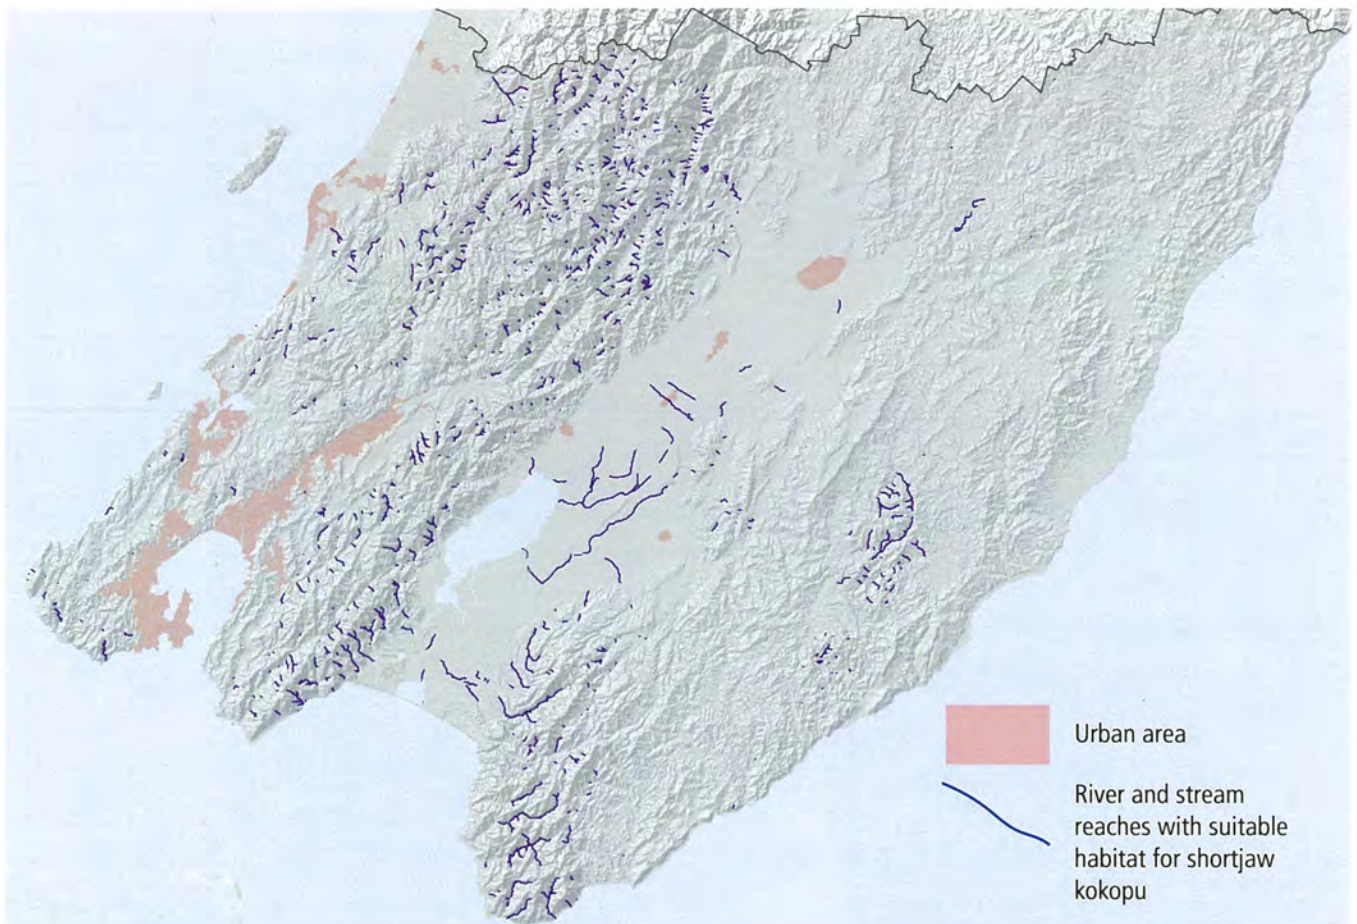 Urban area
River and stream
reaches with suitable
habitat for shortjaw
kokopu